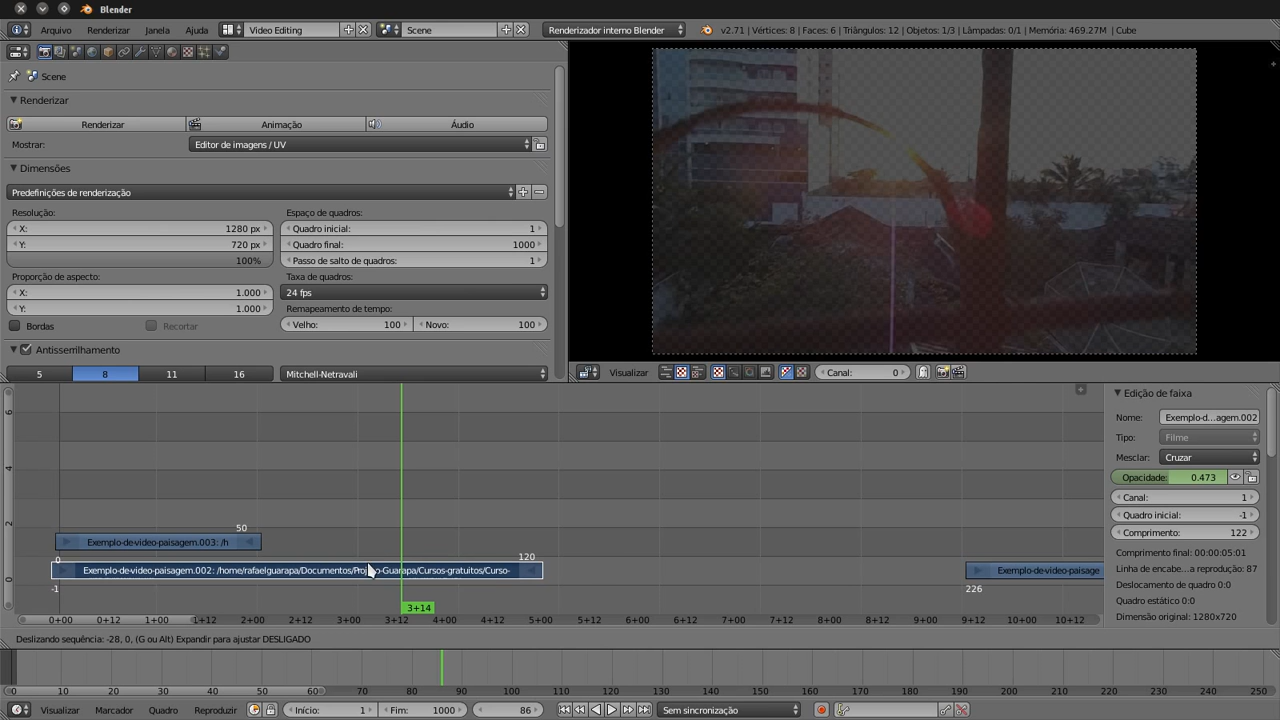 Blender
Arquivo Renderizar Janela Ajuda Video Editing Scene Renderizador interno Blender v2.71 | Vértices: 8 | Faces: 6 | Triângulos: 12 | Objetos: 1/3 | Lâmpadas: 0/1 | Memória: 469.27M | Cube
Scene
Renderizar
Renderizar Animação Áudio
Mostrar: Editor de imagens / UV
Dimensões
Predefinições de renderização
Resolução: Espaço de quadros:
X: 1280 px Quadro inicial: 1
Y: 720 px Quadro final: 1000
100% Passo de salto de quadros: 1
Proporção de aspecto: Taxa de quadros:
X: 1.000 24 fps
Y: 1.000 Remapeamento de tempo:
Bordas Recortar Velho: 100 Novo: 100
Antisserrilhamento
5 8 11 16 Mitchell-Netravali
Visualizar Canal: 0
6
4
2
0
50
Exemplo-de-video-paisagem.003: /h
0 120
Exemplo-de-video-paisagem.002: /home/rafaelguarapa/Documentos/Projeto-Guarapa/Cursos-gratuitos/Curso- Exemplo-de-video-paisage
-1 226
3+14
0+00 0+12 1+00 1+12 2+00 2+12 3+00 3+12 4+00 4+12 5+00 5+12 6+00 6+12 7+00 7+12 8+00 8+12 9+00 9+12 10+00 10+12
Edição de faixa
Nome: Exemplo-d...agem.002
Tipo: Filme
Mesclar: Cruzar
Opacidade: 0.473
Canal: 1
Quadro inicial: -1
Comprimento: 122
Comprimento final: 00:00:05:01
Linha de encabe...a reprodução: 87
Deslocamento de quadro 0:0
Quadro estático 0:0
Dimensão original: 1280x720
Deslizando sequência: -28, 0, (G ou Alt) Expandir para ajustar DESLIGADO
0 10 20 30 40 50 60 70 80 90 100 110 120 130 140 150 160 170 180 190 200 210 220 230 240 250
Visualizar Marcador Quadro Reproduzir Início: 1 Fim: 1000 86 Sem sincronização